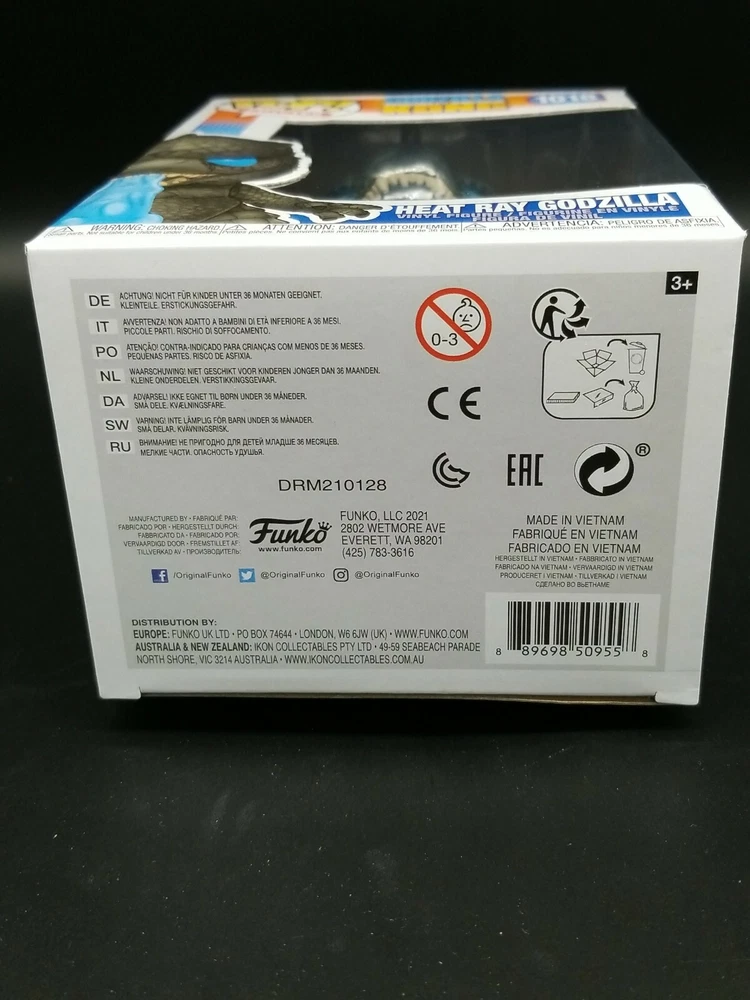 1018
HEAT RAY GODZILLA
VINYL FIGURE / FIGURINE EN VINYLE
FIGURA DE VINIL
WARNING: CHOKING HAZARD. ATTENTION: DANGER D'ÉTOUFFEMENT ADVERTENCIA: PELIGRO DE ASFIXIA.
3+
DE ACHTUNG! NICHT FÜR KINDER UNTER 36 MONATEN GEEIGNET.
KLEINTEILE. ERSTICKUNGSGEFAHR.
IT AVVERTENZA! NON ADATTO A BAMBINI DI ETÀ INFERIORE A 36 MESI.
PICCOLE PARTI. RISCHIO DI SOFFOCAMENTO.
PO ATENÇÃO! CONTRA-INDICADO PARA CRIANÇAS COM MENOS DE 36 MESES.
PEQUENAS PARTES. RISCO DE ASFIXIA.
NL WAARSCHUWING! NIET GESCHIKT VOOR KINDEREN JONGER DAN 36 MAANDEN.
KLEINE ONDERDELEN. VERSTIKKINGSGEVAAR.
DA ADVARSEL! IKKE EGNET TIL BØRN UNDER 36 MÅNEDER.
SMÅ DELE. KVÆLNINGSFARE.
SW VARNING! INTE LÄMPLIG FÖR BARN UNDER 36 MÅNADER.
SMÅ DELAR. KVÄVNINGSRISK.
RU ВНИМАНИЕ! НЕ ПРИГОДНО ДЛЯ ДЕТЕЙ МЛАДШЕ 36 МЕСЯЦЕВ.
МЕЛКИЕ ЧАСТИ. ОПАСНОСТЬ УДУШЬЯ.
0-3
CE
EAC
®
DRM210128
MANUFACTURED BY • FABRIQUÉ PAR:
FABRICADO POR • HERGESTELLT DURCH:
FABBRICATO DA • FABRICADO POR:
VERVAARDIGD DOOR • FREMSTILLET AF
TILLVERKAD AV • ПРОИЗВОДИТЕЛЬ:
Funko
www.funko.com
FUNKO, LLC 2021
2802 WETMORE AVE
EVERETT, WA 98201
(425) 783-3616
/OriginalFunko @OriginalFunko @OriginalFunko
MADE IN VIETNAM
FABRIQUÉ EN VIETNAM
FABRICADO EN VIETNAM
HERGESTELLT IN VIETNAM • FABBRICATO IN VIETNAM
FABRICADO NA VIETNAM • VERVAARDIGD IN VIETNAM
PRODUCERET I VIETNAM • TILLVERKAD I VIETNAM
СДЕЛАНО ВО ВЬЕТНАМЕ
DISTRIBUTION BY:
EUROPE: FUNKO UK LTD • PO BOX 74644 • LONDON, W6 6JW (UK) • WWW.FUNKO.COM
AUSTRALIA & NEW ZEALAND: IKON COLLECTABLES PTY LTD • 49-59 SEABEACH PARADE
NORTH SHORE, VIC 3214 AUSTRALIA • WWW.IKONCOLLECTABLES.COM.AU
8 89698 50955 8